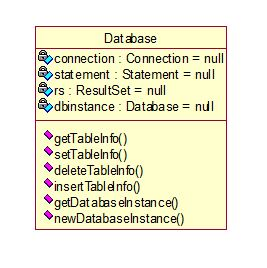 Database
connection : Connection = null
statement : Statement = null
rs : ResultSet = null
dbinstance : Database = null
getTableInfo()
setTableInfo()
deleteTableInfo()
insertTableInfo()
getDatabaseInstance()
newDatabaseInstance()